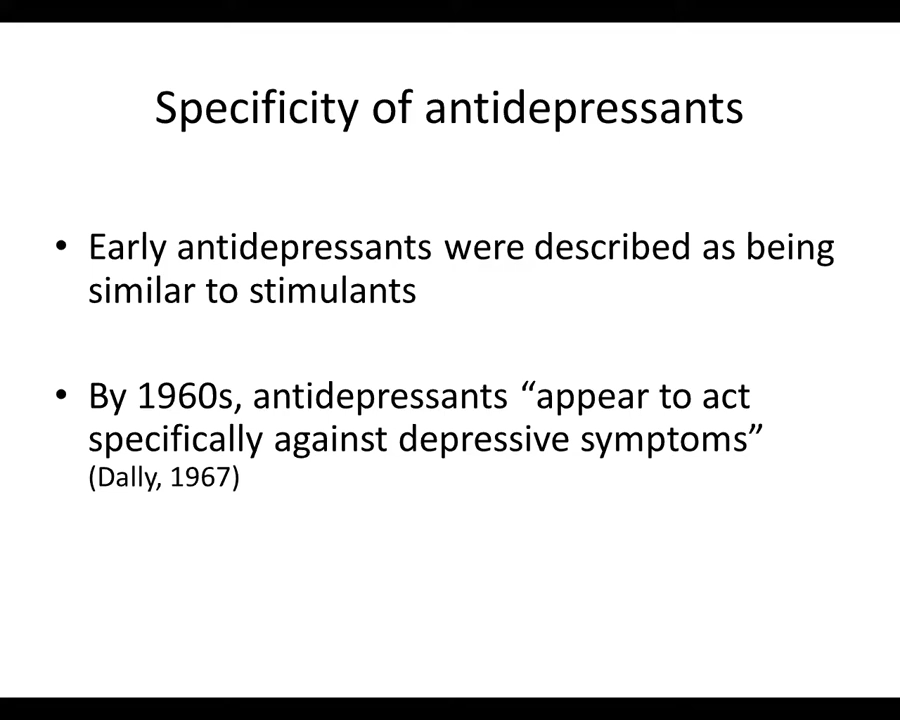 Specificity of antidepressants
• Early antidepressants were described as being
similar to stimulants
• By 1960s, antidepressants “appear to act
specifically against depressive symptoms”
(Dally, 1967)